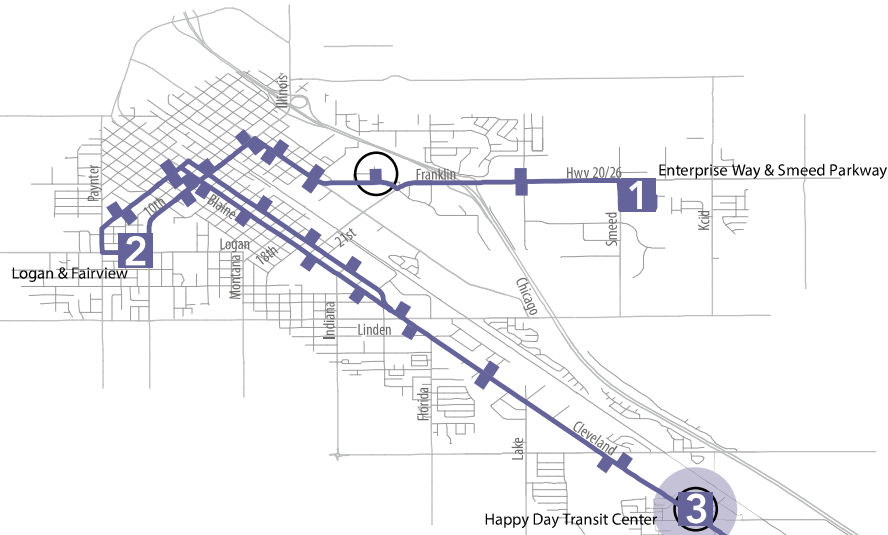 Illinois
Enterprise Way & Smeed Parkway
Hwy 20/26
Franklin
1
Paynter
10th
Blaine
Smeed
Kcid
21st
Logan
18th
2
Logan & Fairview
Montana
Chicago
Indiana
Linden
Florida
Lake
Cleveland
3
Happy Day Transit Center